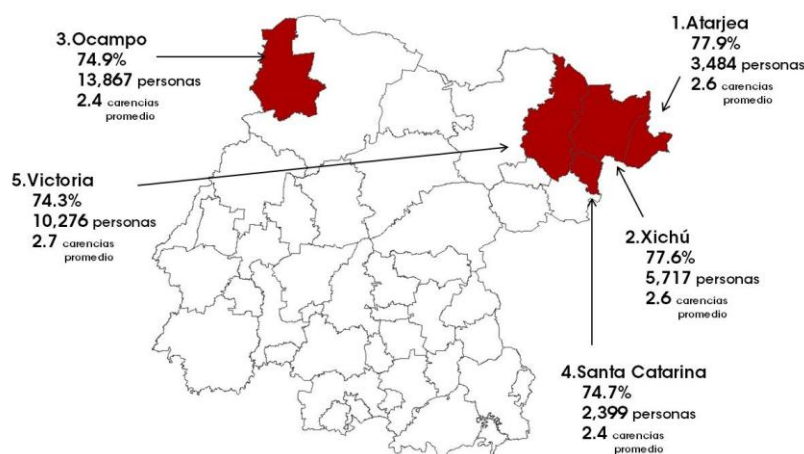 1.Atarjea
77.9%
3,484 personas
2.6 carencias
promedio
3.Ocampo
74.9%
13,867 personas
2.4 carencias
promedio
5.Victoria
74.3%
10,276 personas
2.7 carencias
promedio
2.Xichú
77.6%
5,717 personas
2.6 carencias
promedio
4.Santa Catarina
74.7%
2,399 personas
2.4 carencias
promedio